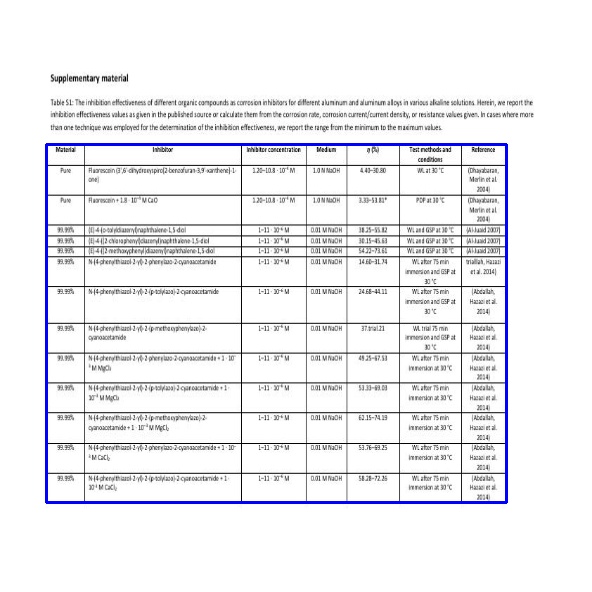 Supplementary material
Table S1: The inhibition effectiveness of different organic compounds as corrosion inhibitors for different aluminum and aluminum alloys in various alkaline solutions. Herein, we report the
inhibition effectiveness values as given in the published source or calculate them from the corrosion rate, corrosion current/current density, or resistance values given. In cases where more
than one technique was employed for the determination of the inhibition effectiveness, we report the range from the minimum to the maximum values.
Material Inhibitor Inhibitor concentration Medium η (%) Test methods and Reference
conditions
Pure Fluorescein (3',6'-dihydroxyspiro[2-benzofuran-3,9'-xanthene]-1- 1.20–10.8 · 10⁻⁴ M 1.0 N NaOH 4.40–30.80 WL at 30 °C (Dhayabaran,
one) Merlin et al.
2004)
Pure Fluorescein + 1.8 · 10⁻⁵ M CaO 1.20–10.8 · 10⁻⁴ M 1.0 N NaOH 3.33–53.81* PDP at 30 °C (Dhayabaran,
Merlin et al.
2004)
99.99% (E)-4-(o-tolyldiazenyl)naphthalene-1,5-diol 1–11 · 10⁻⁶ M 0.01 M NaOH 38.25–55.82 WL and GSP at 30 °C (Al-Juaid 2007)
99.99% (E)-4-((2-chlorophenyl)diazenyl)naphthalene-1,5-diol 1–11 · 10⁻⁶ M 0.01 M NaOH 30.15–45.63 WL and GSP at 30 °C (Al-Juaid 2007)
99.99% (E)-4-((2-methoxyphenyl)diazenyl)naphthalene-1,5-diol 1–11 · 10⁻⁶ M 0.01 M NaOH 54.22–73.61 WL and GSP at 30 °C (Al-Juaid 2007)
99.99% N-(4-phenylthiazol-2-yl)-2-phenylazo-2-cyanoacetamide 1–11 · 10⁻⁶ M 0.01 M NaOH 14.60–31.74 WL after 75 min triallah, Hazazi
immersion and GSP at et al. 2014)
30 °C
99.99% N-(4-phenylthiazol-2-yl)-2-(p-tolylazo)-2-cyanoacetamide 1–11 · 10⁻⁶ M 0.01 M NaOH 24.68–44.11 WL after 75 min (Abdallah,
immersion and GSP at Hazazi et al.
30 °C 2014)
99.99% N-(4-phenylthiazol-2-yl)-2-(p-methoxyphenylazo)-2- 1–11 · 10⁻⁶ M 0.01 M NaOH 37.trial.21 WL trial 75 min (Abdallah,
cyanoacetamide immersion and GSP at Hazazi et al.
30 °C 2014)
99.99% N-(4-phenylthiazol-2-yl)-2-phenylazo-2-cyanoacetamide + 1 · 10⁻ 1–11 · 10⁻⁶ M 0.01 M NaOH 49.25–67.53 WL after 75 min (Abdallah,
³ M MgCl₂ immersion at 30 °C Hazazi et al.
2014)
99.99% N-(4-phenylthiazol-2-yl)-2-(p-tolylazo)-2-cyanoacetamide + 1 · 1–11 · 10⁻⁶ M 0.01 M NaOH 53.33–69.03 WL after 75 min (Abdallah,
10⁻³ M MgCl₂ immersion at 30 °C Hazazi et al.
2014)
99.99% N-(4-phenylthiazol-2-yl)-2-(p-methoxyphenylazo)-2- 1–11 · 10⁻⁶ M 0.01 M NaOH 62.15–74.19 WL after 75 min (Abdallah,
cyanoacetamide + 1 · 10⁻³ M MgCl₂ immersion at 30 °C Hazazi et al.
2014)
99.99% N-(4-phenylthiazol-2-yl)-2-phenylazo-2-cyanoacetamide + 1 · 10⁻ 1–11 · 10⁻⁶ M 0.01 M NaOH 53.76–69.25 WL after 75 min (Abdallah,
³ M CaCl₂ immersion at 30 °C Hazazi et al.
2014)
99.99% N-(4-phenylthiazol-2-yl)-2-(p-tolylazo)-2-cyanoacetamide + 1 · 1–11 · 10⁻⁶ M 0.01 M NaOH 58.28–72.26 WL after 75 min (Abdallah,
10⁻³ M CaCl₂ immersion at 30 °C Hazazi et al.
2014)